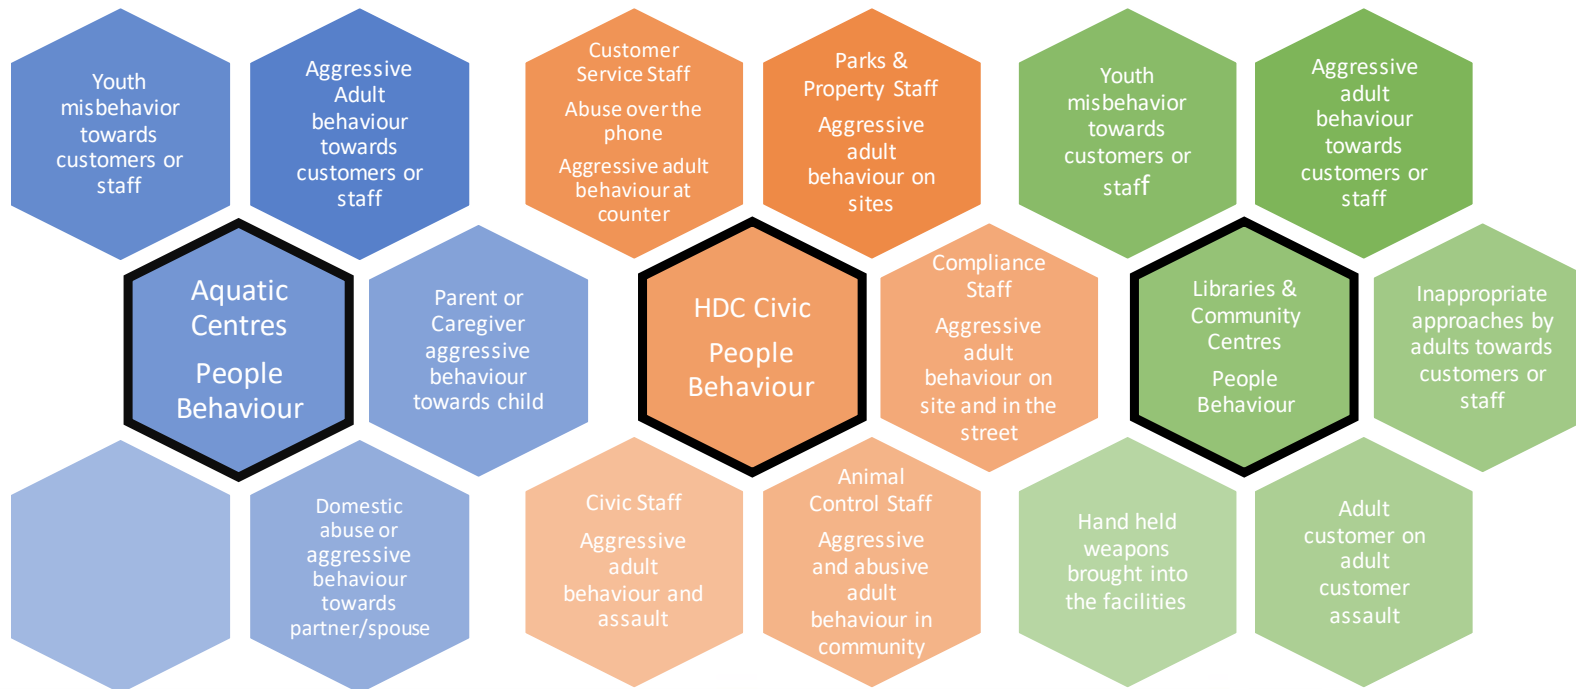 Youth
misbehavior
towards
customers or
staff
Aggressive
Adult
behaviour
towards
customers or
staff
Aquatic
Centres
People
Behaviour
Parent or
Caregiver
aggressive
behaviour
towards child
Domestic
abuse or
aggressive
behaviour
towards
partner/spouse
Customer
Service Staff
Abuse over the
phone
Aggressive adult
behaviour at
counter
Parks &
Property Staff
Aggressive
adult
behaviour on
sites
HDC Civic
People
Behaviour
Compliance
Staff
Aggressive
adult
behaviour on
site and in the
street
Civic Staff
Aggressive
adult
behaviour and
assault
Animal
Control Staff
Aggressive
and abusive
adult
behaviour in
community
Youth
misbehavior
towards
customers or
staff
Aggressive
adult
behaviour
towards
customers or
staff
Libraries &
Community
Centres
People
Behaviour
Inappropriate
approaches by
adults towards
customers or
staff
Hand held
weapons
brought into
the facilities
Adult
customer on
adult
customer
assault